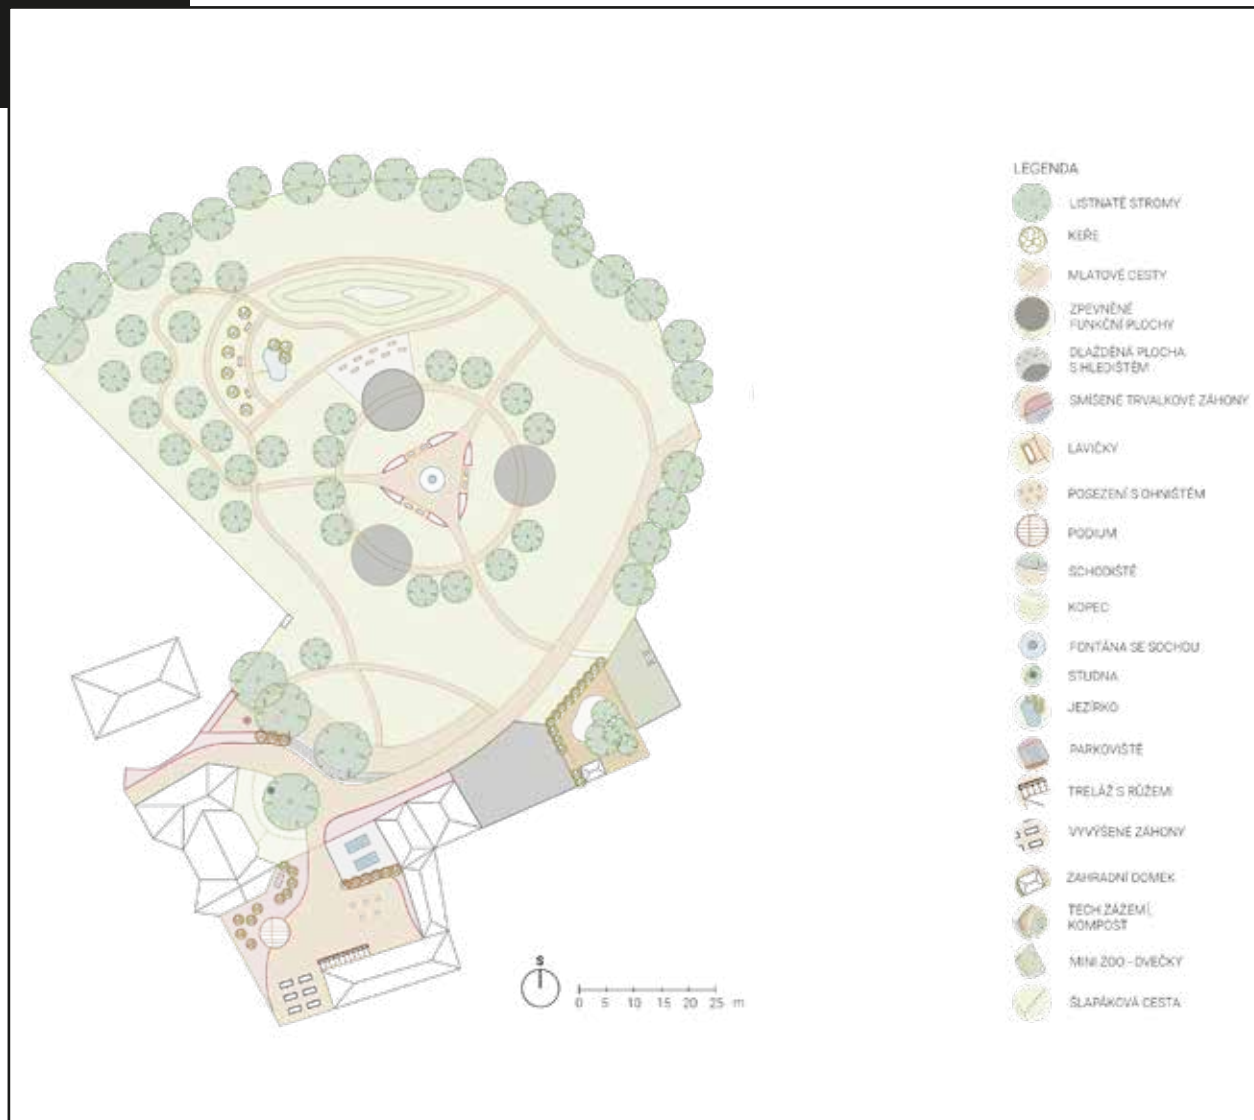 LEGENDA
LISTNATÉ STROMY
KEŘE
MLATOVÉ CESTY
ZPEVNĚNÉ
FUNKČNÍ PLOCHY
DLÁŽDĚNÁ PLOCHA
S HLEDIŠTĚM
SMÍŠENÉ TRVALKOVÉ ZÁHONY
LAVIČKY
POSEZENÍ S OHNIŠTĚM
PODIUM
SCHODIŠTĚ
KOPEC
FONTÁNA SE SOCHOU
STUDNA
JEZÍRKO
PARKOVIŠTĚ
TRELÁŽ S RŮŽEMI
VYVÝŠENÉ ZÁHONY
ZAHRADNÍ DOMEK
TECH.ZÁZEMÍ,
KOMPOST
MINI ZOO - OVEČKY
ŠLAPÁKOVÁ CESTA
S
0 5 10 15 20 25 m